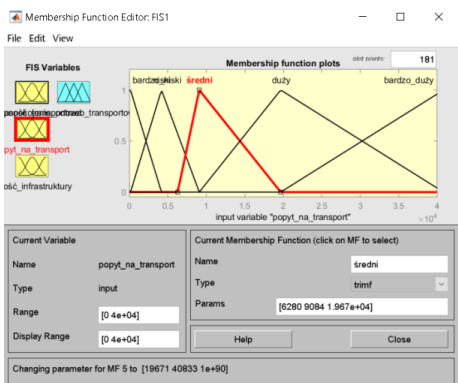 Membership Function Editor: FIS1
File Edit View
FIS Variables
Membership function plots
plot points:
181
popyt_na_transport
ość_infrastruktury
bardzo_niski
średni
duży
bardzo_duży
1
0.5
0
0 0.5 1 1.5 2 2.5 3 3.5 4
×10⁴
input variable "popyt_na_transport"
Current Variable
Name popyt_na_transport
Type input
Range [0 4e+04]
Display Range [0 4e+04]
Current Membership Function (click on MF to select)
Name średni
Type trimf
Params [6280 9084 1.967e+04]
Help Close
Changing parameter for MF 5 to [19671 40833 1e+90]